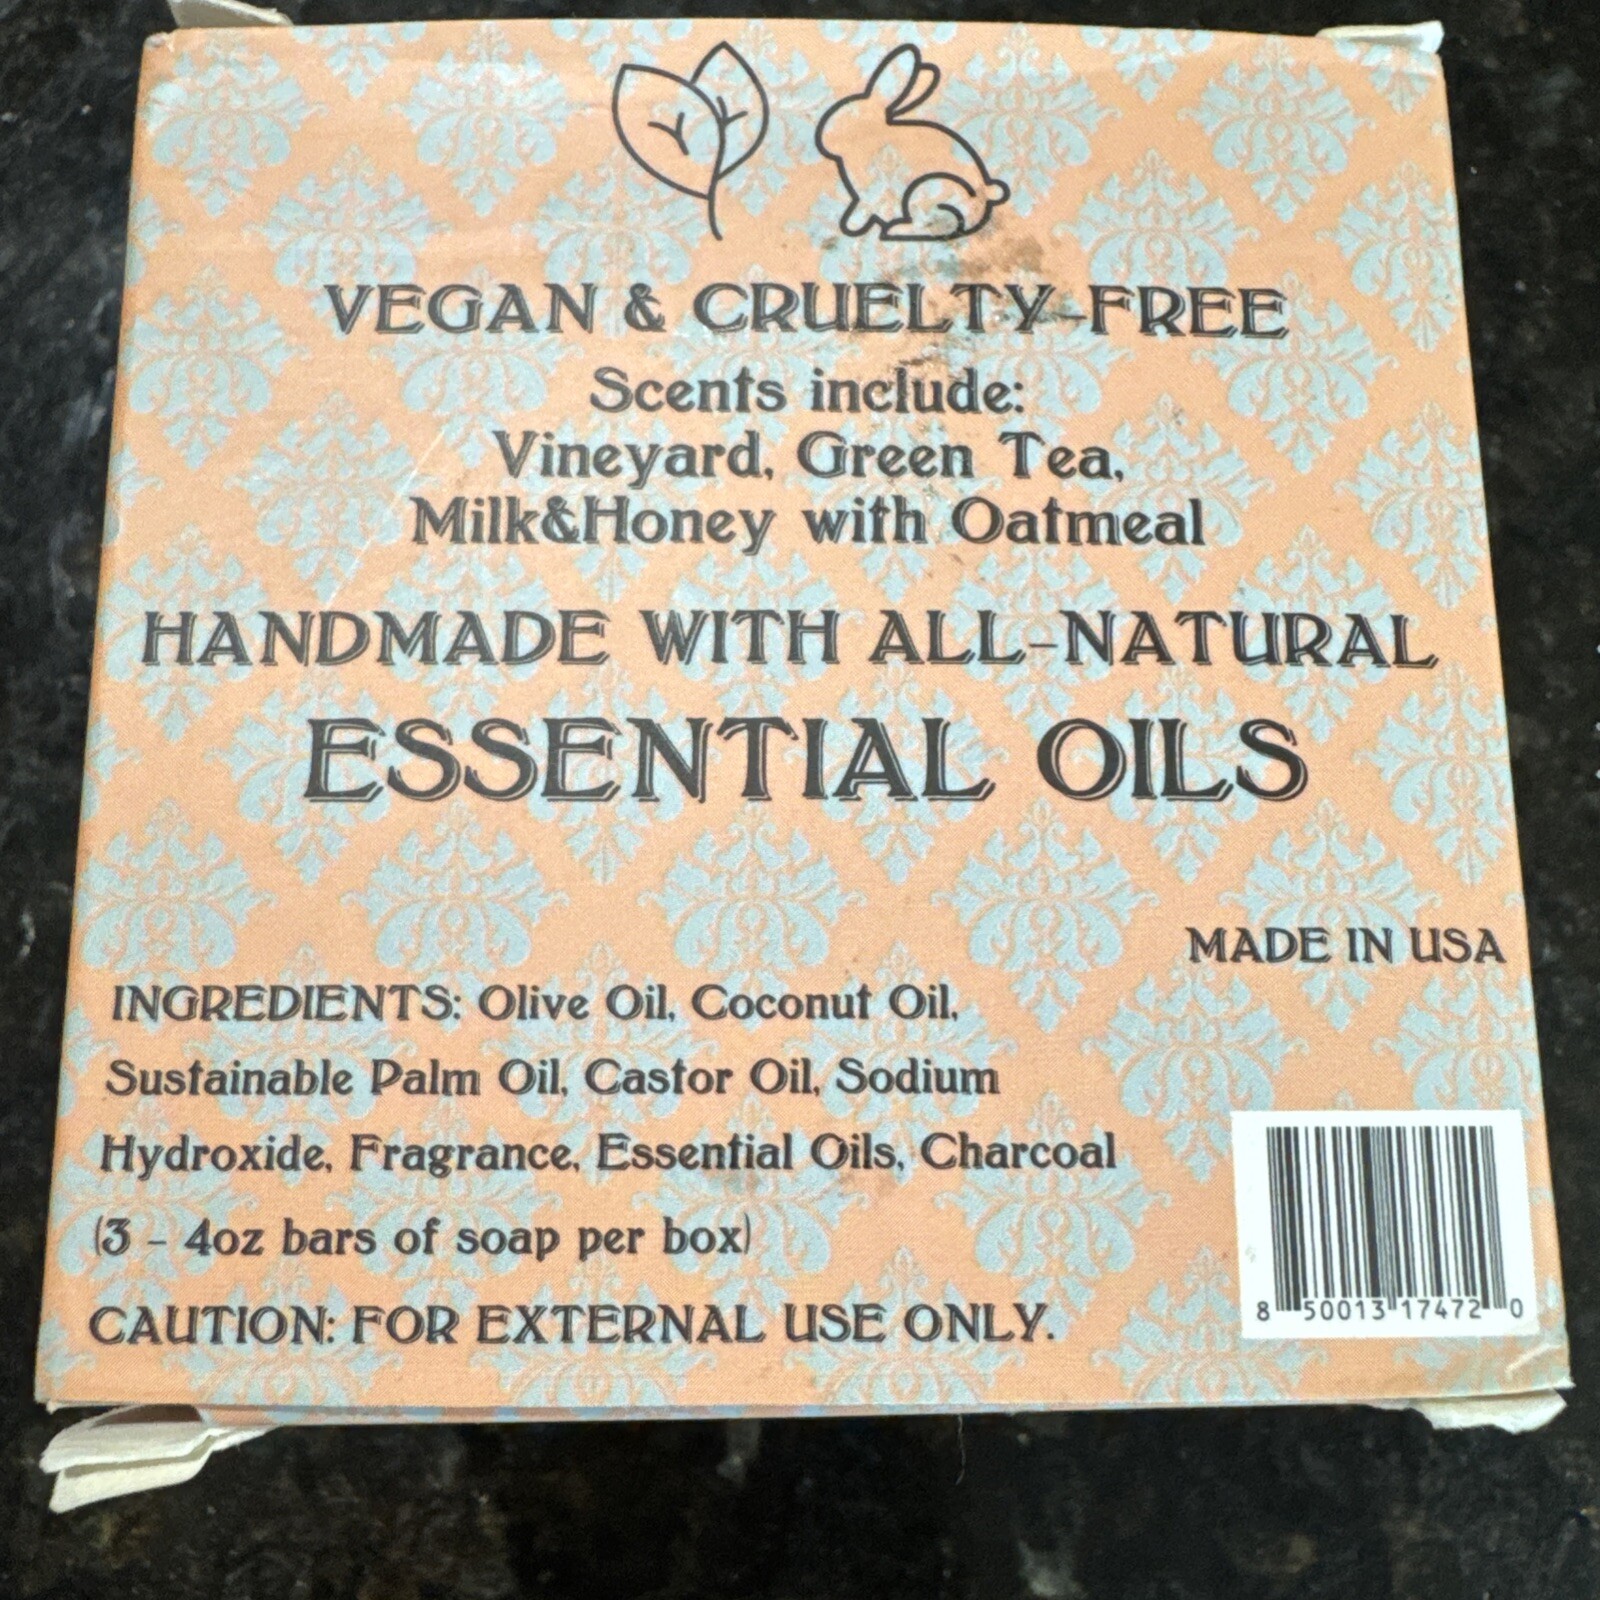 VEGAN & CRUELTY-FREE
Scents include:
Vineyard, Green Tea,
Milk&Honey with Oatmeal
HANDMADE WITH ALL-NATURAL
ESSENTIAL OILS
MADE IN USA
INGREDIENTS: Olive Oil, Coconut Oil,
Sustainable Palm Oil, Castor Oil, Sodium
Hydroxide, Fragrance, Essential Oils, Charcoal
(3 - 4oz bars of soap per box)
CAUTION: FOR EXTERNAL USE ONLY.
8 50013 17472 0